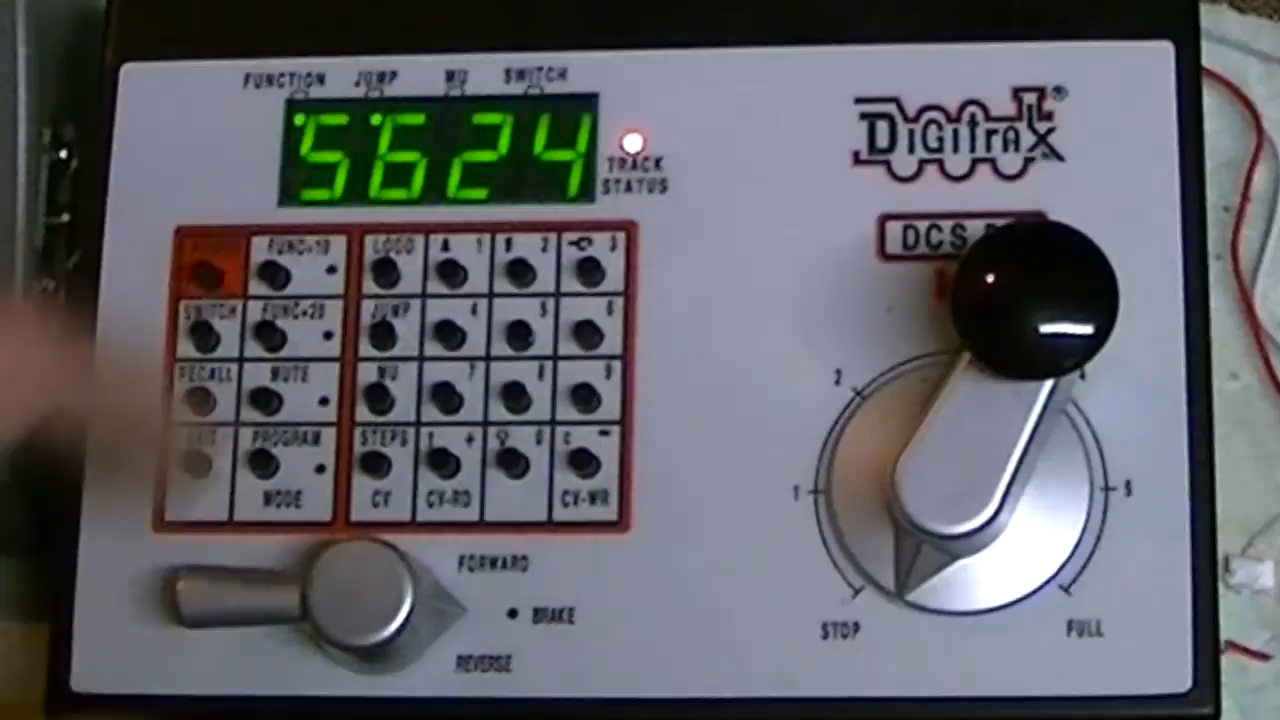 FUNCTION JUMP MU SWITCH
5624
TRACK
STATUS
DIGITRAX®
DCS
FUNC+10 LOCO A 1 2 3
SWITCH FUNC+20 JUMP 4 5 6
RECALL MUTE MU 7 8 9
EXIT PROGRAM STEPS + 0 -
MODE CV CV-RD CV-WR
FORWARD
BRAKE
REVERSE
1 2 4 5
STOP FULL